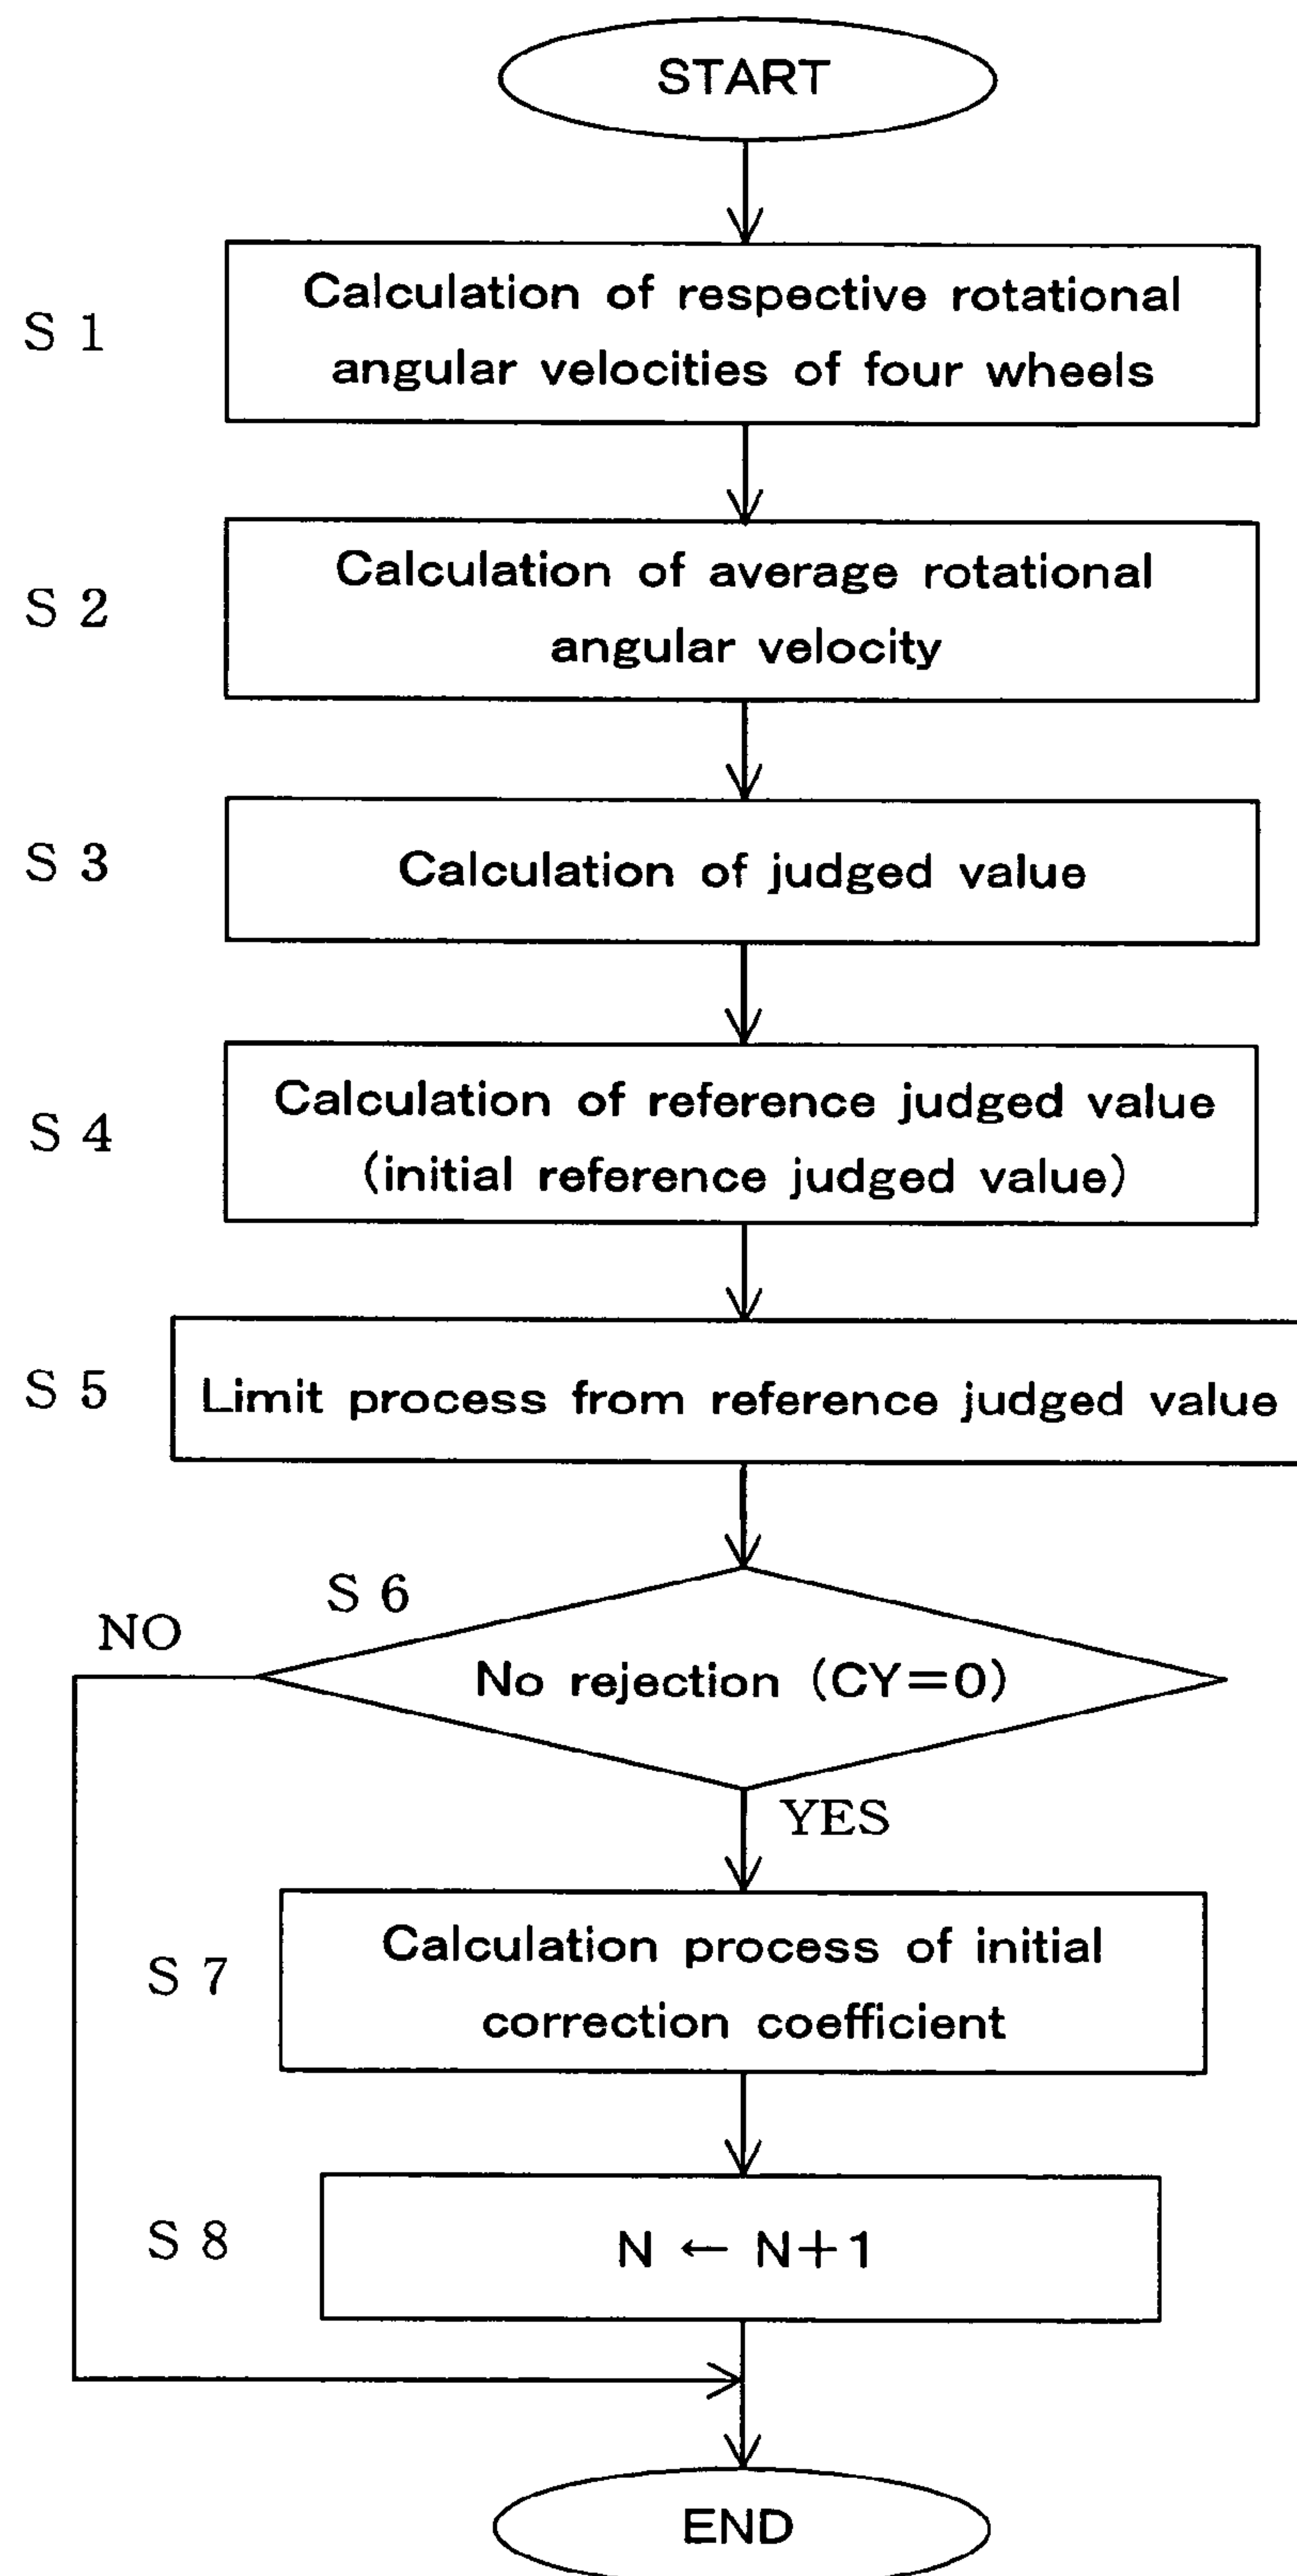 START
S 1
Calculation of respective rotational
angular velocities of four wheels
S 2
Calculation of average rotational
angular velocity
S 3
Calculation of judged value
S 4
Calculation of reference judged value
(initial reference judged value)
S 5
Limit process from reference judged value
S 6
NO
No rejection (CY=0)
YES
S 7
Calculation process of initial
correction coefficient
S 8
N ← N+1
END